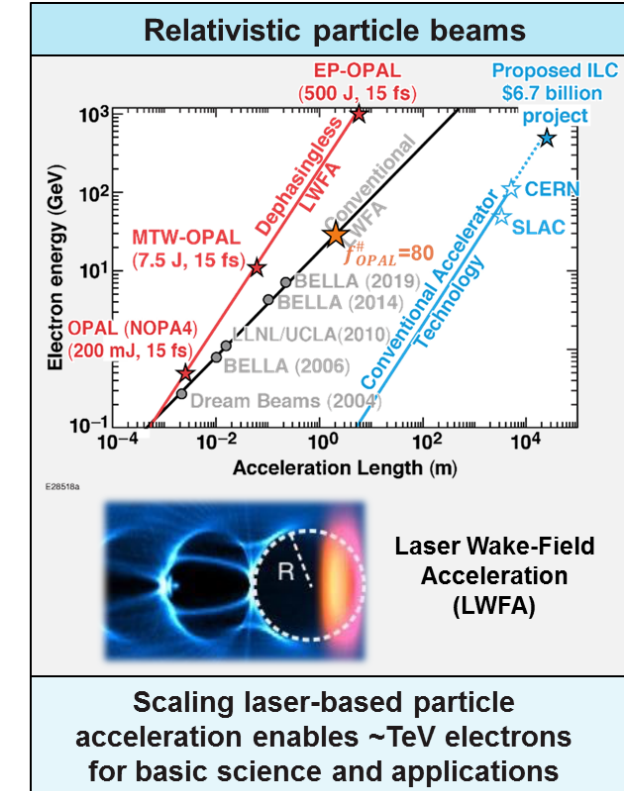 Relativistic particle beams
EP-OPAL
(500 J, 15 fs)
Proposed ILC
$6.7 billion
project
10³
10²
10¹
10⁻¹
Electron energy (GeV)
Dephasingless
LWFA
Conventional
LWFA
CERN
SLAC
MTW-OPAL
(7.5 J, 15 fs)
f#OPAL=80
BELLA (2019)
BELLA (2014)
OPAL (NOPA4)
(200 mJ, 15 fs)
LLNL/UCLA(2010)
BELLA (2006)
Dream Beams (2004)
Conventional Accelerator
Technology
10⁻⁴
10⁻²
10⁰
10²
10⁴
Acceleration Length (m)
E28518a
R
Laser Wake-Field
Acceleration
(LWFA)
Scaling laser-based particle
acceleration enables ~TeV electrons
for basic science and applications